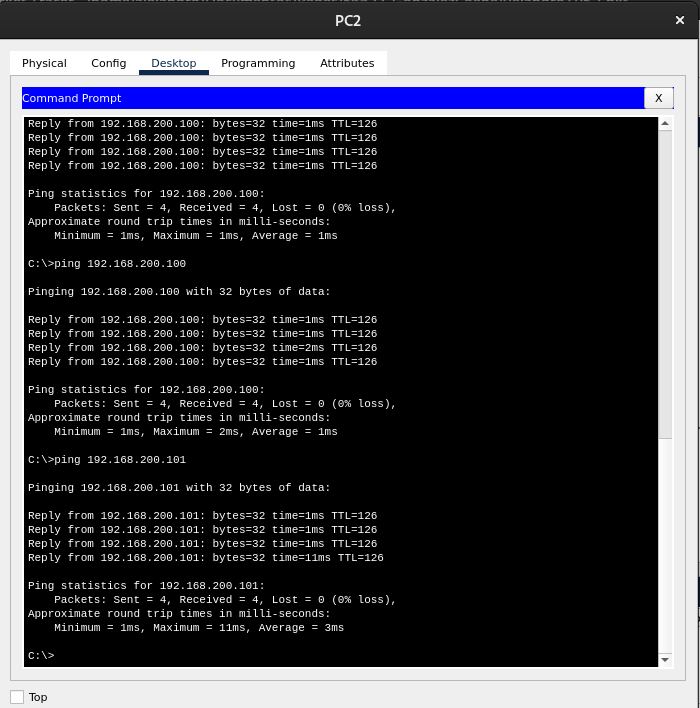 PC2
Physical Config Desktop Programming Attributes
Command Prompt X
Reply from 192.168.200.100: bytes=32 time=1ms TTL=126
Reply from 192.168.200.100: bytes=32 time=1ms TTL=126
Reply from 192.168.200.100: bytes=32 time=1ms TTL=126
Reply from 192.168.200.100: bytes=32 time=1ms TTL=126
Ping statistics for 192.168.200.100:
Packets: Sent = 4, Received = 4, Lost = 0 (0% loss),
Approximate round trip times in milli-seconds:
Minimum = 1ms, Maximum = 1ms, Average = 1ms
C:\>ping 192.168.200.100
Pinging 192.168.200.100 with 32 bytes of data:
Reply from 192.168.200.100: bytes=32 time=1ms TTL=126
Reply from 192.168.200.100: bytes=32 time=1ms TTL=126
Reply from 192.168.200.100: bytes=32 time=2ms TTL=126
Reply from 192.168.200.100: bytes=32 time=1ms TTL=126
Ping statistics for 192.168.200.100:
Packets: Sent = 4, Received = 4, Lost = 0 (0% loss),
Approximate round trip times in milli-seconds:
Minimum = 1ms, Maximum = 2ms, Average = 1ms
C:\>ping 192.168.200.101
Pinging 192.168.200.101 with 32 bytes of data:
Reply from 192.168.200.101: bytes=32 time=1ms TTL=126
Reply from 192.168.200.101: bytes=32 time=1ms TTL=126
Reply from 192.168.200.101: bytes=32 time=1ms TTL=126
Reply from 192.168.200.101: bytes=32 time=11ms TTL=126
Ping statistics for 192.168.200.101:
Packets: Sent = 4, Received = 4, Lost = 0 (0% loss),
Approximate round trip times in milli-seconds:
Minimum = 1ms, Maximum = 11ms, Average = 3ms
C:\>
Top